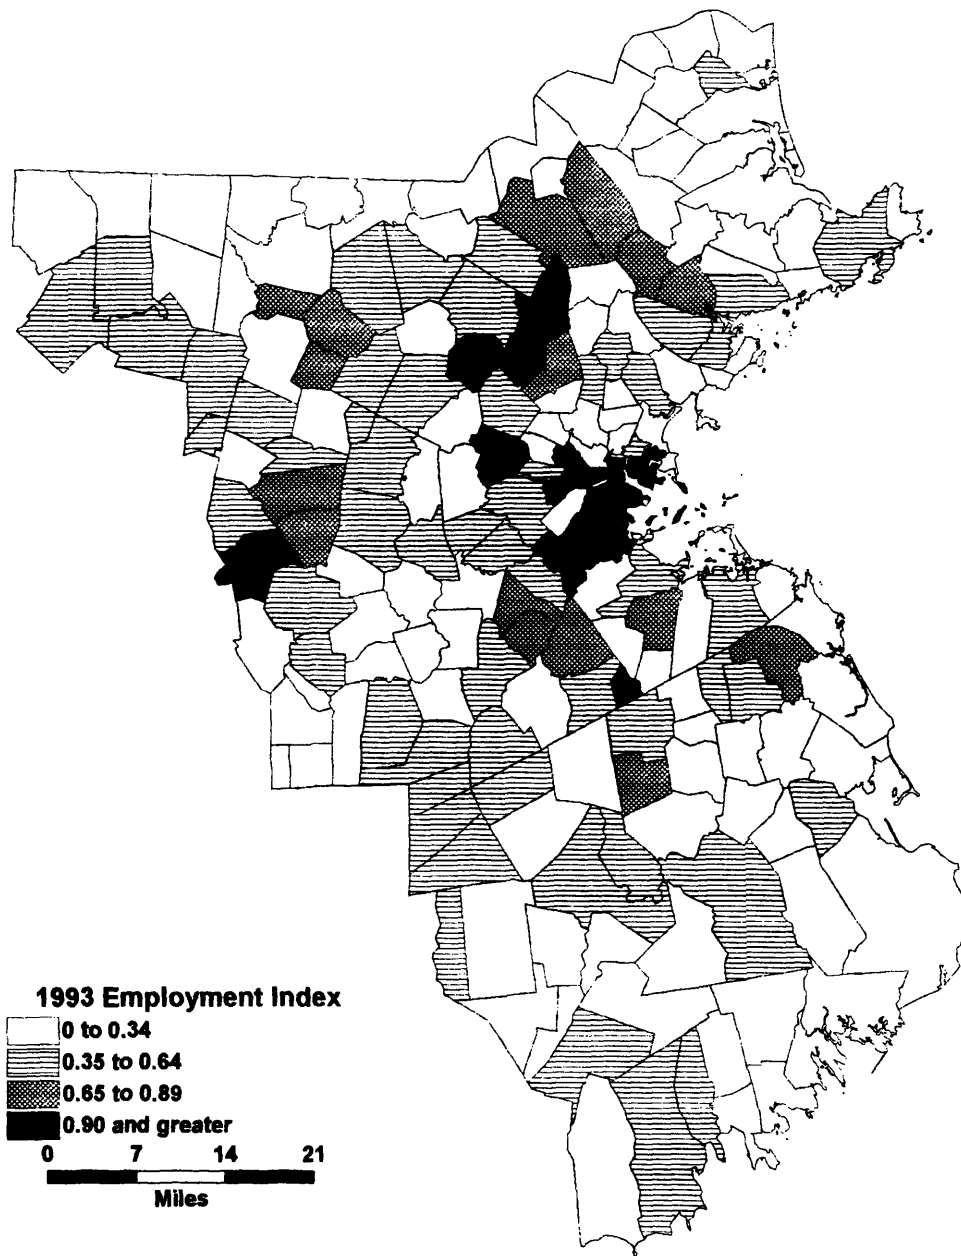 1993 Employment Index
0 to 0.34
0.35 to 0.64
0.65 to 0.89
0.90 and greater
0 7 14 21
Miles